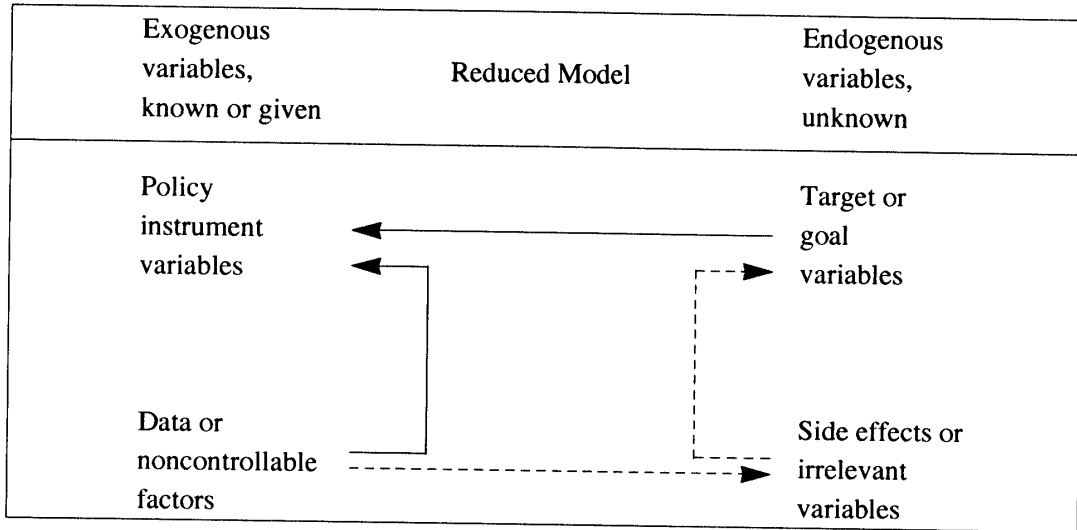 Exogenous
variables,
known or given
Reduced Model
Endogenous
variables,
unknown
Policy
instrument
variables
Target or
goal
variables
Data or
noncontrollable
factors
Side effects or
irrelevant
variables